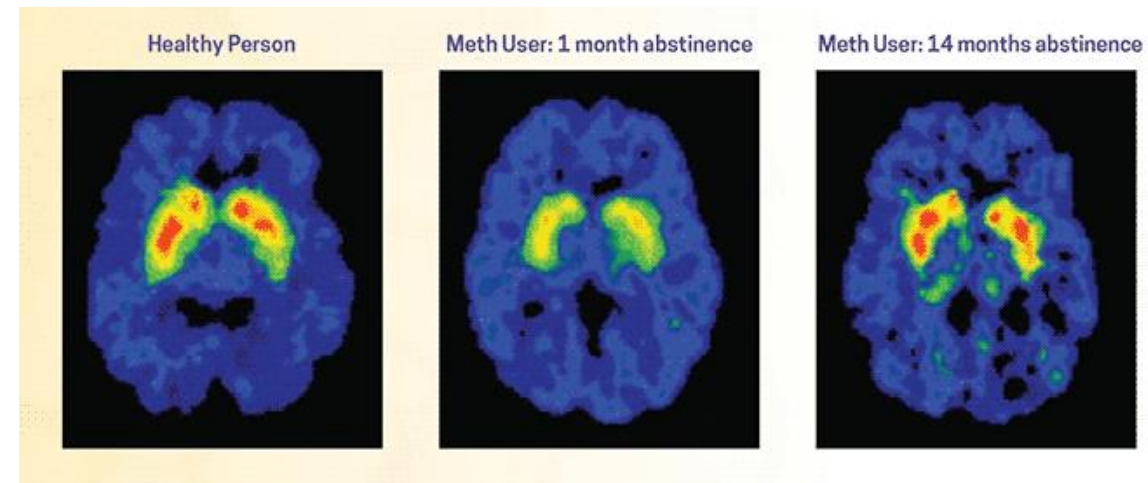 Healthy Person
Meth User: 1 month abstinence
Meth User: 14 months abstinence